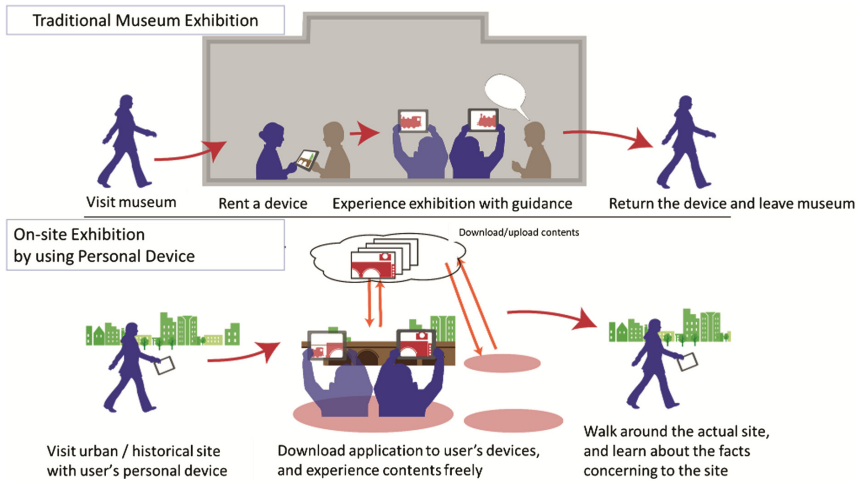 Traditional Museum Exhibition
Visit museum
Rent a device
Experience exhibition with guidance
Return the device and leave museum
On-site Exhibition
by using Personal Device
Download/upload contents
Visit urban / historical site
with user's personal device
Download application to user's devices,
and experience contents freely
Walk around the actual site,
and learn about the facts
concerning to the site